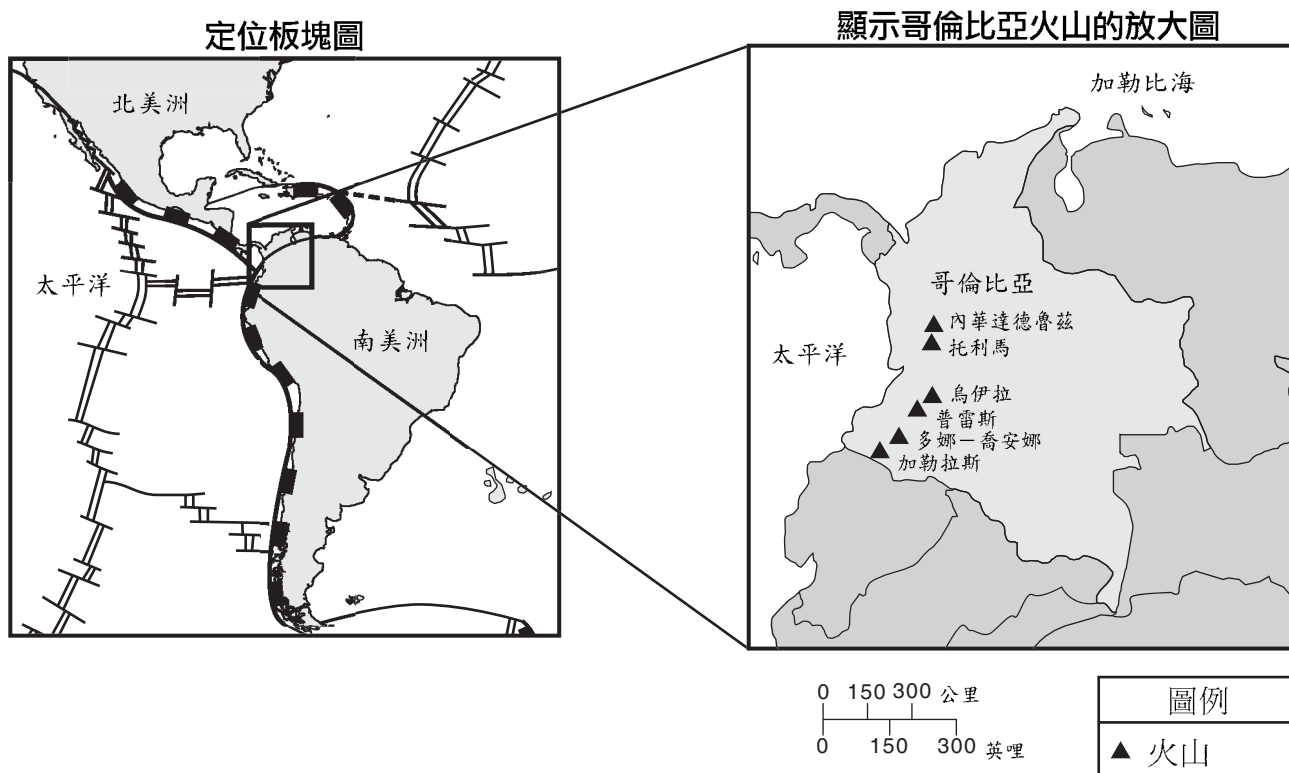 定位板塊圖
北美洲
太平洋
南美洲
顯示哥倫比亞火山的放大圖
加勒比海
哥倫比亞
內華達德魯茲
托利馬
太平洋
烏伊拉
普雷斯
多娜－喬安娜
加勒拉斯
0 150 300 公里
0 150 300 英哩
圖例
▲ 火山